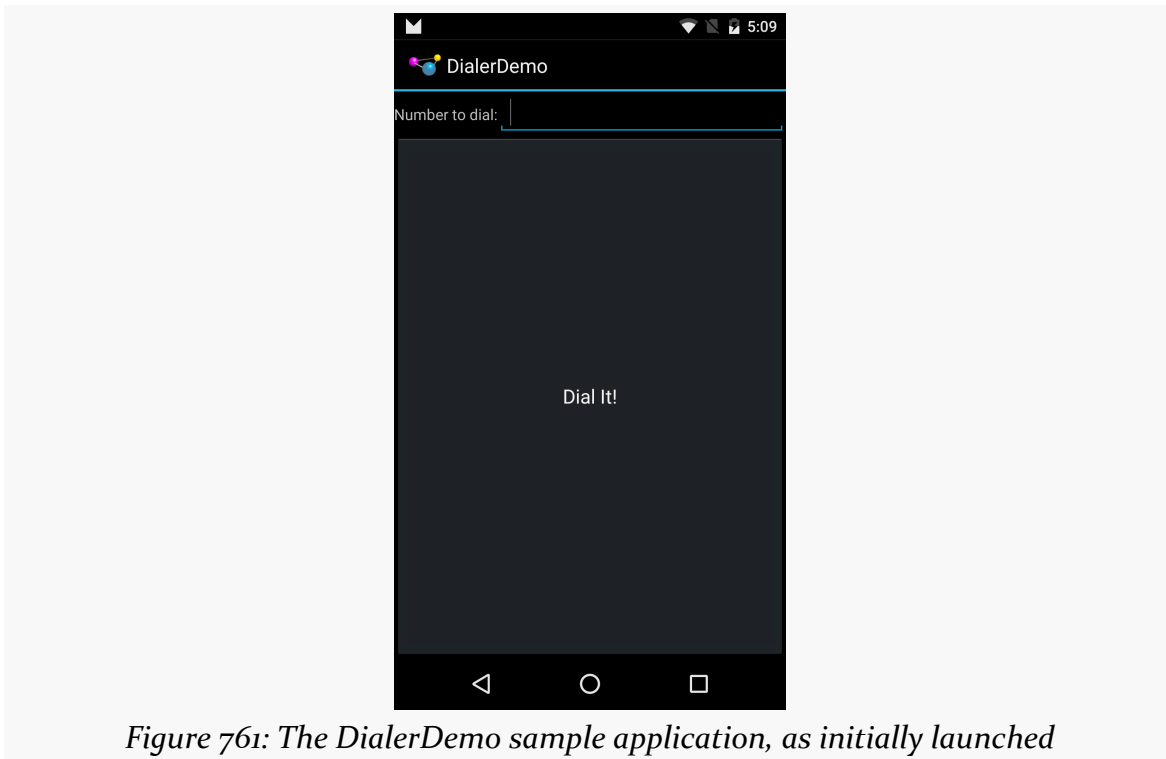 5:09
DialerDemo
Number to dial:
Dial It!
Figure 761: The DialerDemo sample application, as initially launched